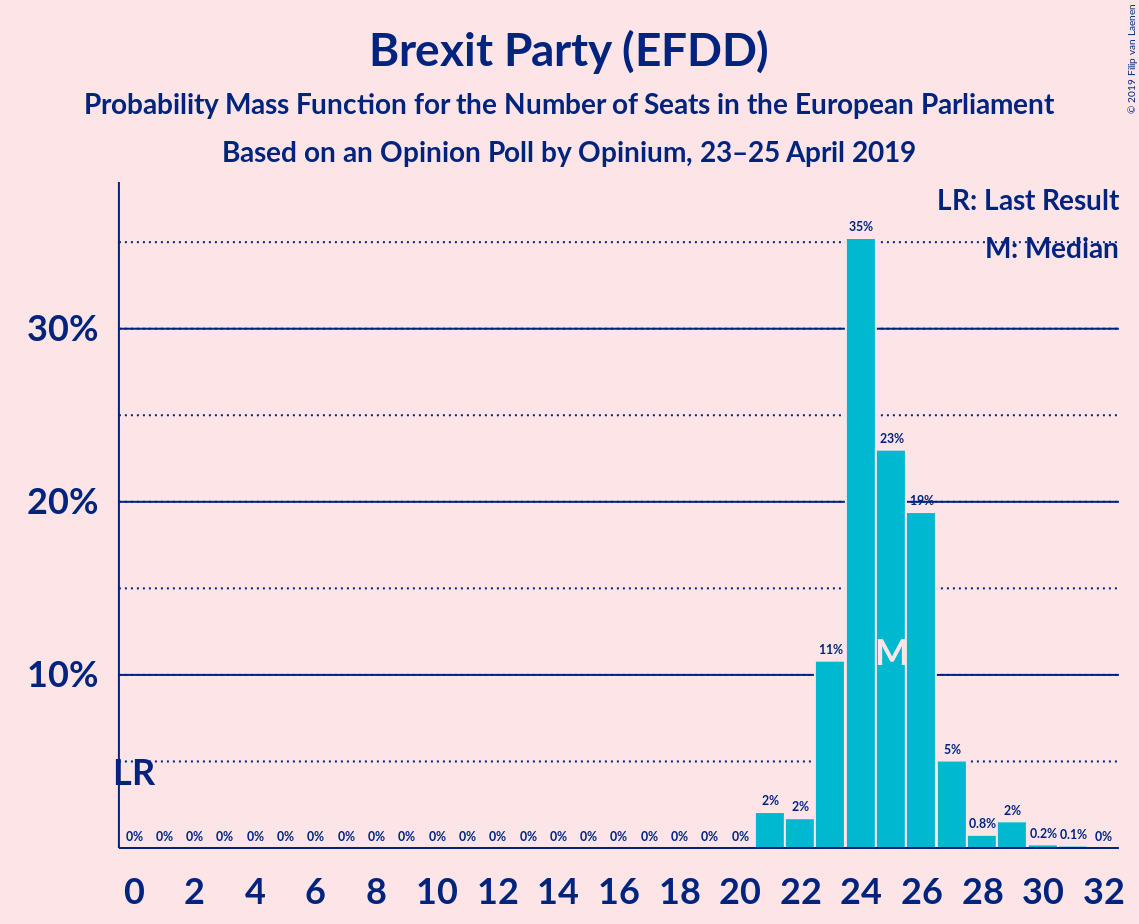 Brexit Party (EFDD)
Probability Mass Function for the Number of Seats in the European Parliament
Based on an Opinion Poll by Opinium, 23–25 April 2019
© 2019 Filip van Laenen
LR: Last Result
M: Median
30%
20%
10%
LR
M
0% 0% 0% 0% 0% 0% 0% 0% 0% 0% 0% 0% 0% 0% 0% 0% 0% 0% 0% 0% 0% 2% 2% 11% 35% 23% 19% 5% 0.8% 2% 0.2% 0.1% 0%
0 2 4 6 8 10 12 14 16 18 20 22 24 26 28 30 32